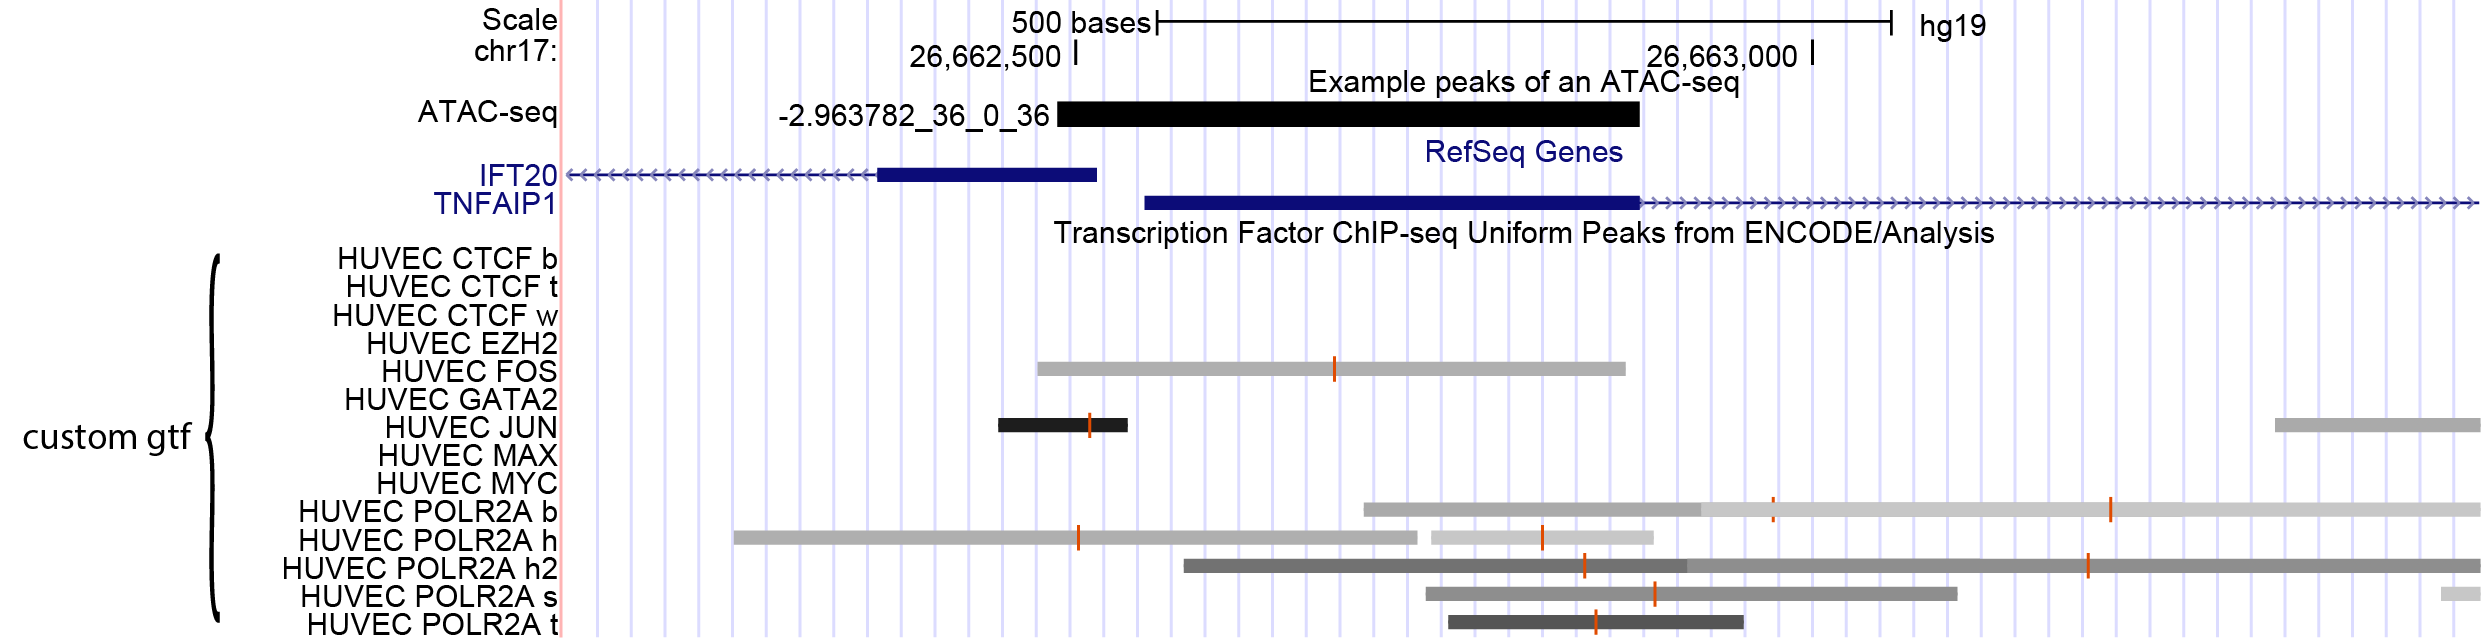 Scale
500 bases
hg19
chr17:
26,662,500
26,663,000
Example peaks of an ATAC-seq
ATAC-seq
-2.963782_36_0_36
RefSeq Genes
IFT20
TNFAIP1
Transcription Factor ChIP-seq Uniform Peaks from ENCODE/Analysis
HUVEC CTCF b
HUVEC CTCF t
HUVEC CTCF w
HUVEC EZH2
HUVEC FOS
HUVEC GATA2
HUVEC JUN
custom gtf
HUVEC MAX
HUVEC MYC
HUVEC POLR2A b
HUVEC POLR2A h
HUVEC POLR2A h2
HUVEC POLR2A s
HUVEC POLR2A t